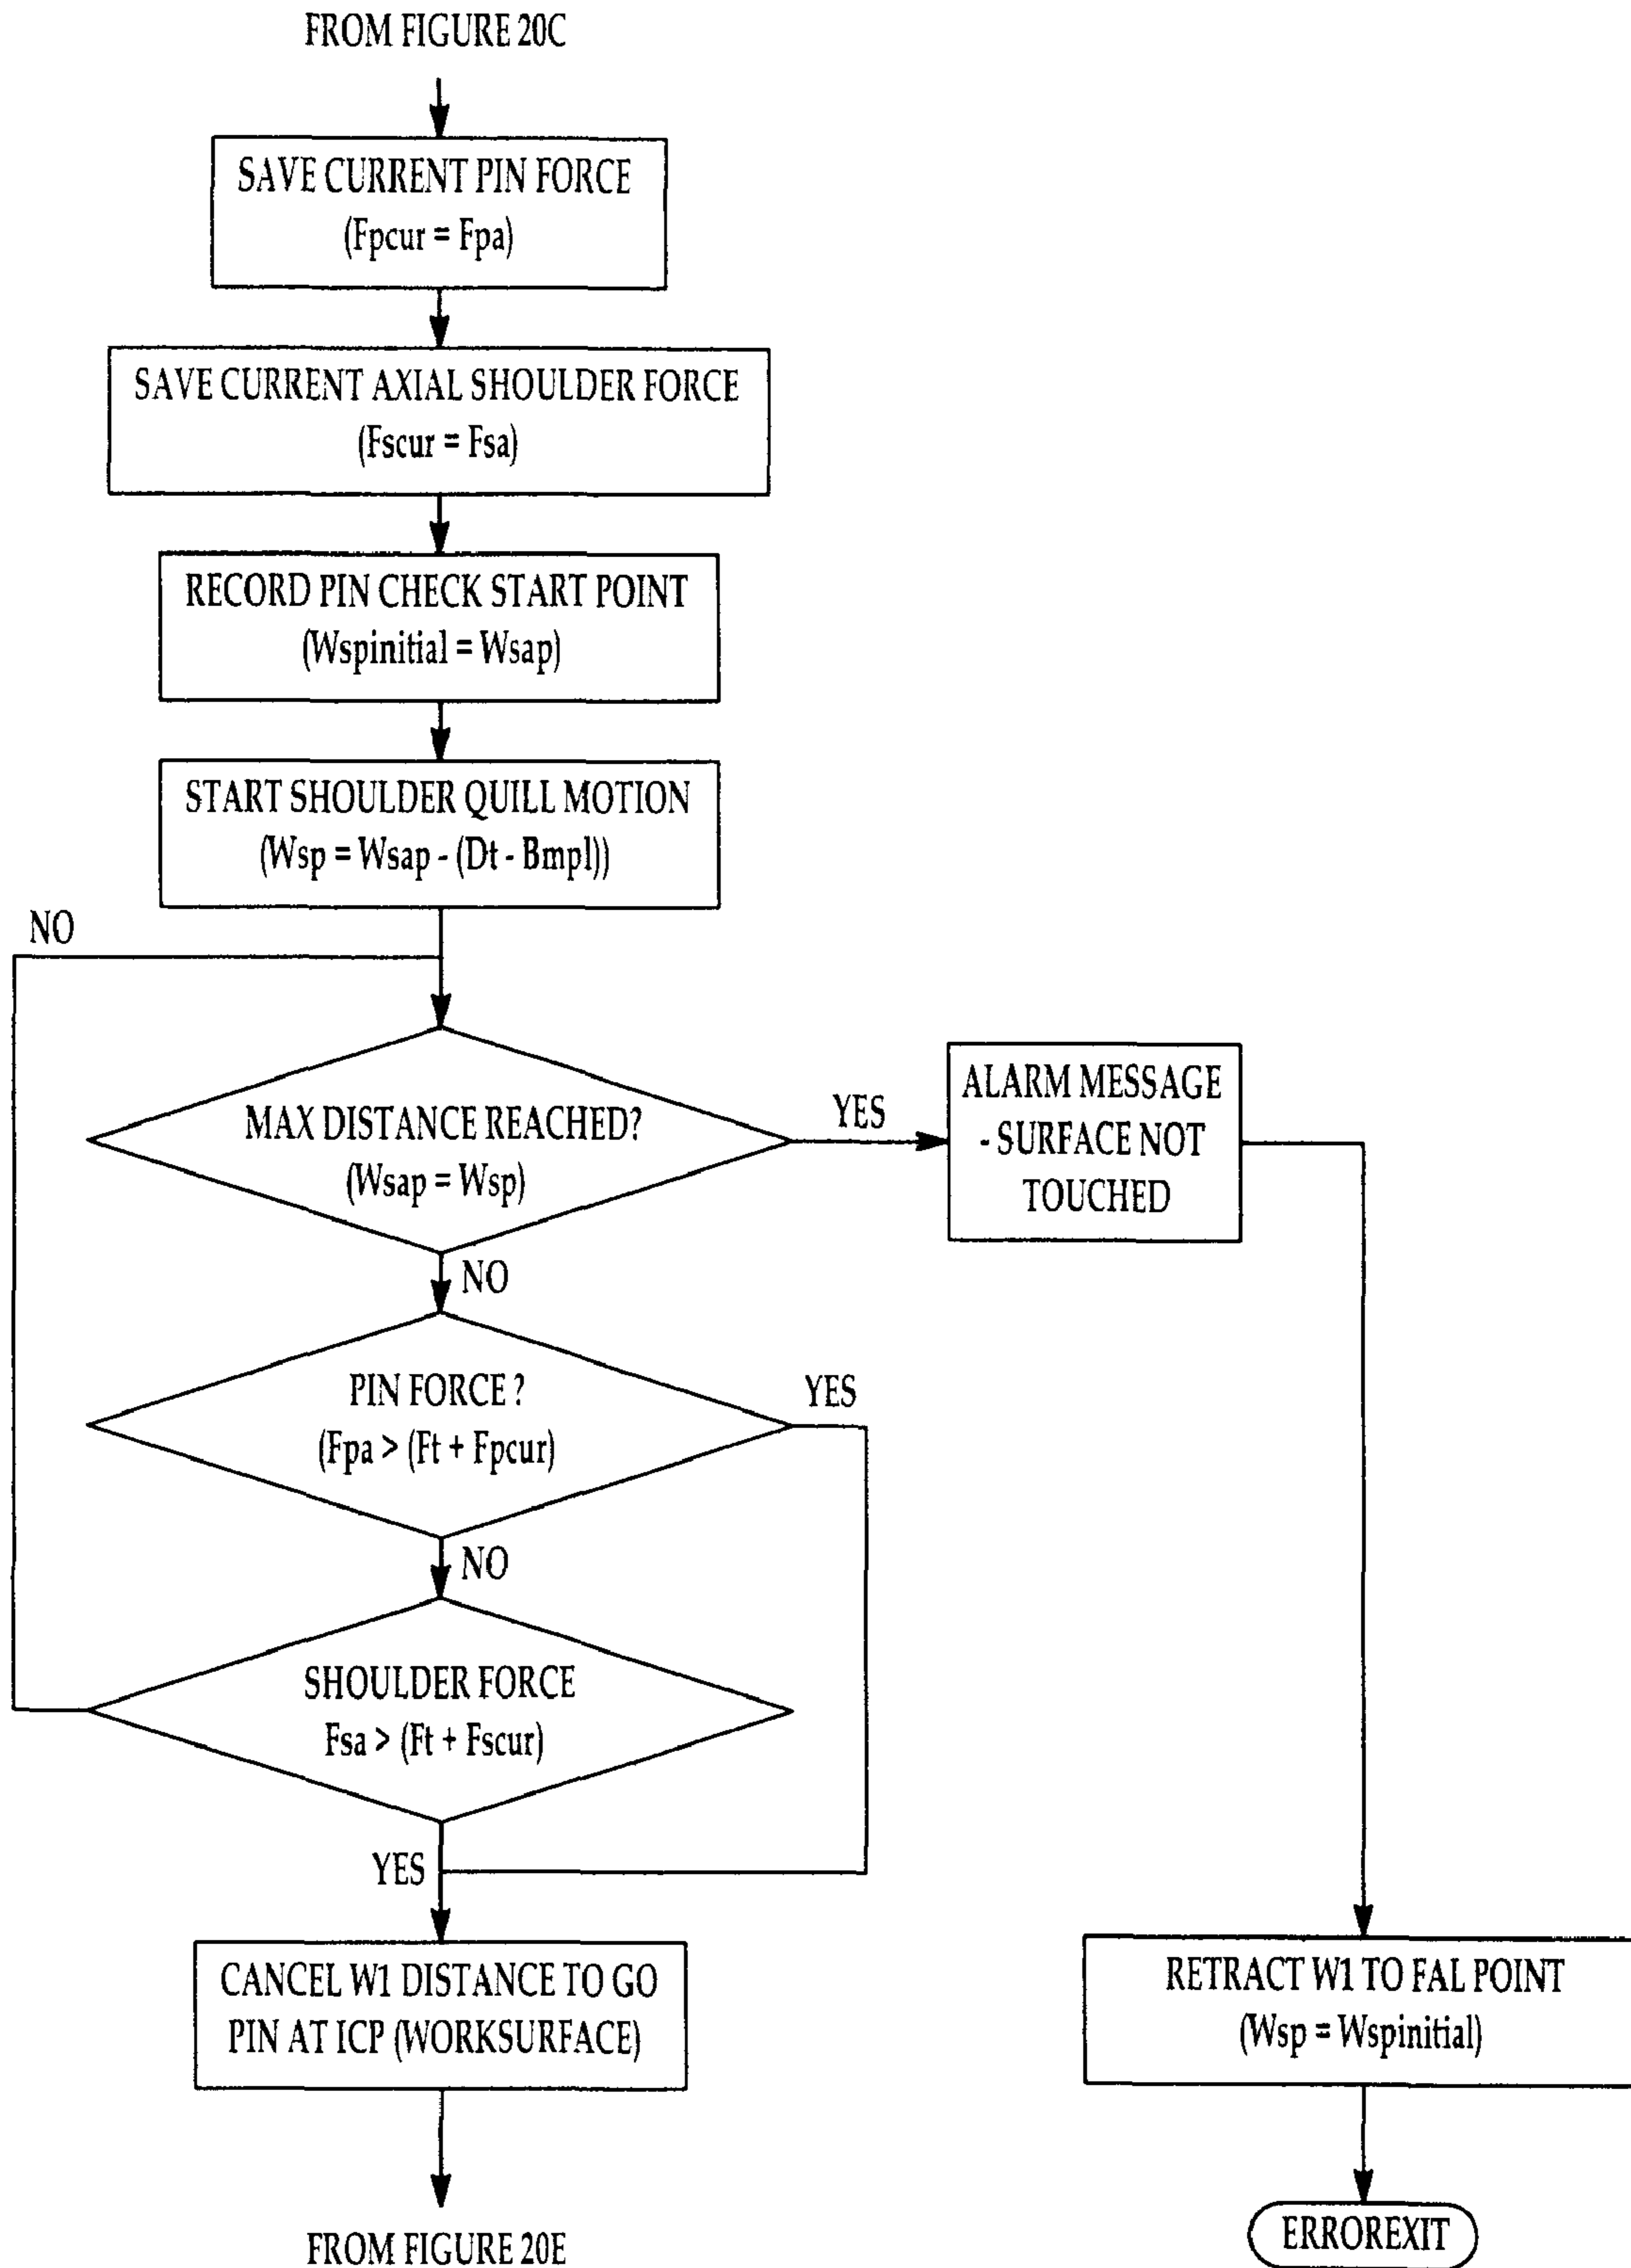 FROM FIGURE 20C
SAVE CURRENT PIN FORCE
(Fpcur = Fpa)
SAVE CURRENT AXIAL SHOULDER FORCE
(Fscur = Fsa)
RECORD PIN CHECK START POINT
(Wspinitial = Wsap)
START SHOULDER QUILL MOTION
(Wsp = Wsap - (Dt - Bmpl))
NO
MAX DISTANCE REACHED?
(Wsap = Wsp)
YES
ALARM MESSAGE
- SURFACE NOT
TOUCHED
NO
PIN FORCE ?
(Fpa > (Ft + Fpcur)
YES
NO
SHOULDER FORCE
Fsa > (Ft + Fscur)
YES
CANCEL W1 DISTANCE TO GO
PIN AT ICP (WORKSURFACE)
RETRACT W1 TO FAL POINT
(Wsp = Wspinitial)
FROM FIGURE 20E
ERROREXIT